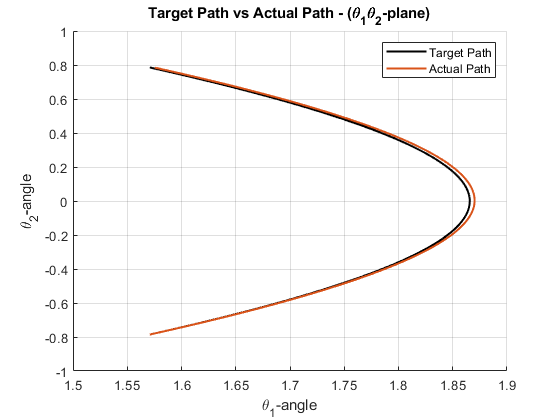 Target Path vs Actual Path - (θ₁θ₂-plane)
Target Path
Actual Path
1
0.8
0.6
0.4
0.2
0
-0.2
-0.4
-0.6
-0.8
-1
θ₂-angle
1.5 1.55 1.6 1.65 1.7 1.75 1.8 1.85 1.9
θ₁-angle